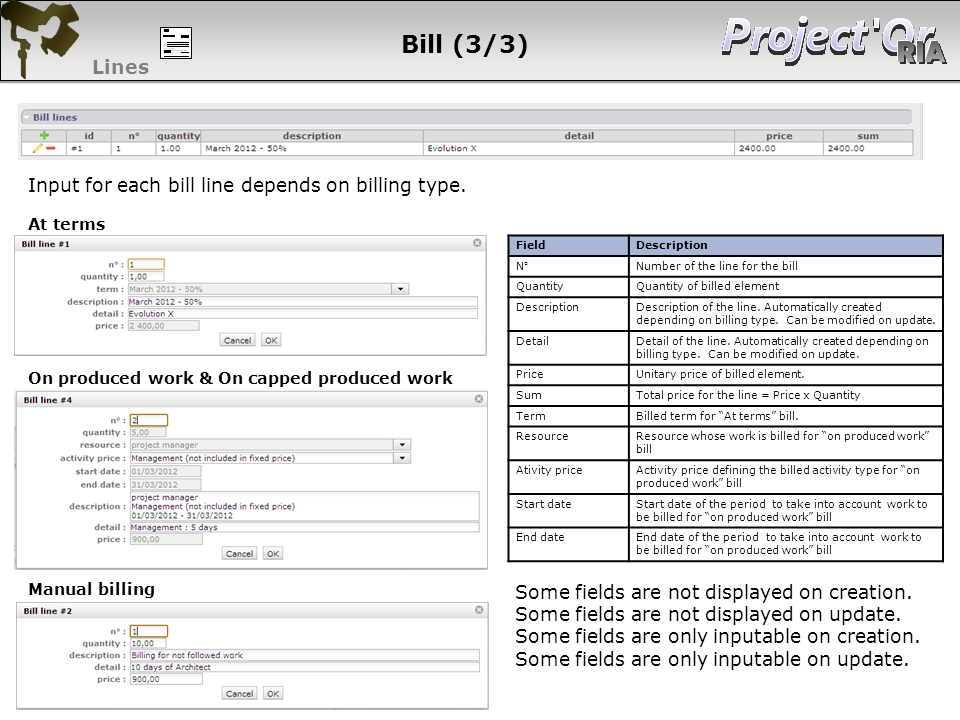 Bill (3/3)
Project'Or
RIA
Lines
Bill lines
id n° quantity description detail price sum
#1 1 1.00 March 2012 - 50% Evolution X 2400.00 2400.00
Input for each bill line depends on billing type.
At terms
Bill line #1
n° : 1
quantity : 1,00
term : March 2012 - 50%
description : March 2012 - 50%
detail : Evolution X
price : 2 400,00
Cancel OK
On produced work & On capped produced work
Bill line #4
n° : 2
quantity : 5,00
resource : project manager
activity price : Management (not included in fixed price)
start date : 01/03/2012
end date : 31/03/2012
description : project manager
Management (not included in fixed price)
01/03/2012 - 31/03/2012
detail : Management : 5 days
price : 900,00
Cancel OK
Manual billing
Bill line #2
n° : 1
quantity : 10,00
description : Billing for not followed work
detail : 10 days of Architect
price : 900,00
Cancel OK
Field Description
N° Number of the line for the bill
Quantity Quantity of billed element
Description Description of the line. Automatically created
depending on billing type. Can be modified on update.
Detail Detail of the line. Automatically created depending on
billing type. Can be modified on update.
Price Unitary price of billed element.
Sum Total price for the line = Price x Quantity
Term Billed term for “At terms” bill.
Resource Resource whose work is billed for “on produced work”
bill
Ativity price Activity price defining the billed activity type for “on
produced work” bill
Start date Start date of the period to take into account work to
be billed for “on produced work” bill
End date End date of the period to take into account work to
be billed for “on produced work” bill
Some fields are not displayed on creation.
Some fields are not displayed on update.
Some fields are only inputable on creation.
Some fields are only inputable on update.